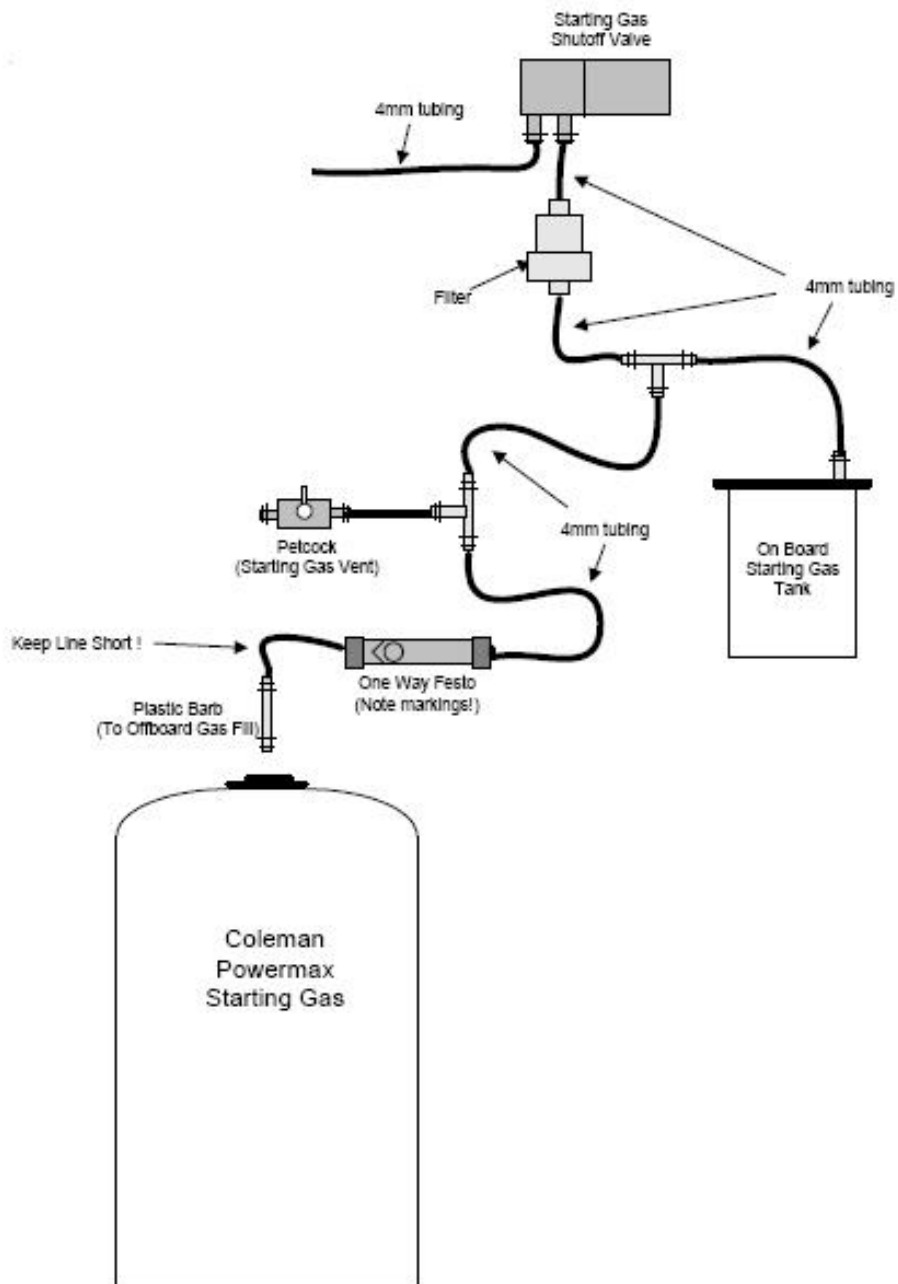 Starting Gas
Shutoff Valve
4mm tubing
Filter
4mm tubing
4mm tubing
Petcock
(Starting Gas Vent)
On Board
Starting Gas
Tank
Keep Line Short !
One Way Festo
(Note markings!)
Plastic Barb
(To Offboard Gas Fill)
Coleman
Powermax
Starting Gas